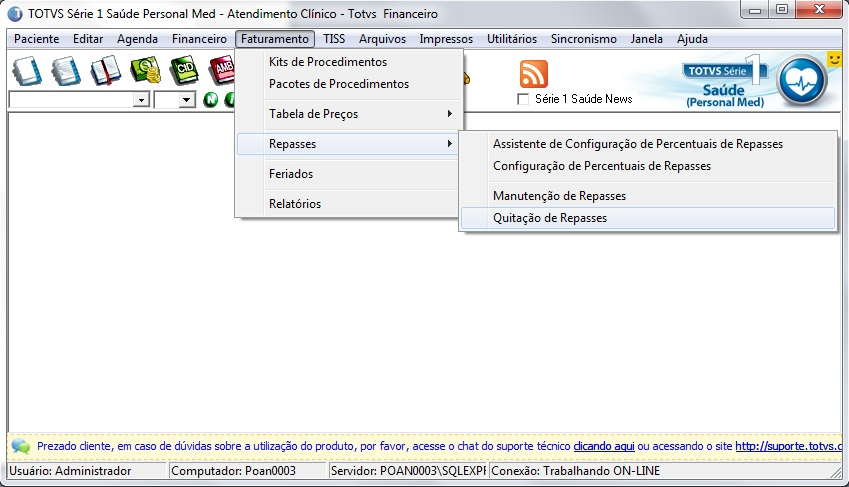 TOTVS Série 1 Saúde Personal Med - Atendimento Clínico - Totvs Financeiro
Paciente Editar Agenda Financeiro Faturamento TISS Arquivos Impressos Utilitários Sincronismo Janela Ajuda
Kits de Procedimentos
Pacotes de Procedimentos
Tabela de Preços
Repasses
Feriados
Relatórios
Assistente de Configuração de Percentuais de Repasses
Configuração de Percentuais de Repasses
Manutenção de Repasses
Quitação de Repasses
CID
AMB
N
Série 1 Saúde News
TOTVS Série 1
Saúde
(Personal Med)
Prezado cliente, em caso de dúvidas sobre a utilização do produto, por favor, acesse o chat do suporte técnico clicando aqui ou acessando o site http://suporte.totvs.c
Usuário: Administrador Computador: Poan0003 Servidor: POAN0003\SQLEXPF Conexão: Trabalhando ON-LINE